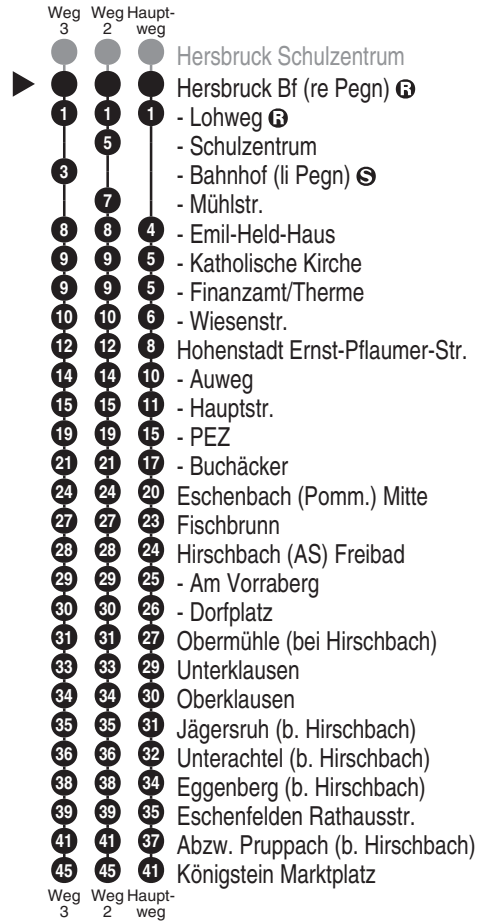 Weg Weg Haupt-
3 2 weg
Hersbruck Schulzentrum
Hersbruck Bf (re Pegn) R
1 1 1 - Lohweg R
5 - Schulzentrum
3 - Bahnhof (li Pegn) S
7 - Mühlstr.
8 8 4 - Emil-Held-Haus
9 9 5 - Katholische Kirche
9 9 5 - Finanzamt/Therme
10 10 6 - Wiesenstr.
12 12 8 Hohenstadt Ernst-Pflaumer-Str.
14 14 10 - Auweg
15 15 11 - Hauptstr.
19 19 15 - PEZ
21 21 17 - Buchäcker
24 24 20 Eschenbach (Pomm.) Mitte
27 27 23 Fischbrunn
28 28 24 Hirschbach (AS) Freibad
29 29 25 - Am Vorraberg
30 30 26 - Dorfplatz
31 31 27 Obermühle (bei Hirschbach)
33 33 29 Unterklausen
34 34 30 Oberklausen
35 35 31 Jägersruh (b. Hirschbach)
36 36 32 Unterachtel (b. Hirschbach)
38 38 34 Eggenberg (b. Hirschbach)
39 39 35 Eschenfelden Rathausstr.
41 41 37 Abzw. Pruppach (b. Hirschbach)
45 45 41 Königstein Marktplatz
Weg Weg Haupt-
3 2 weg